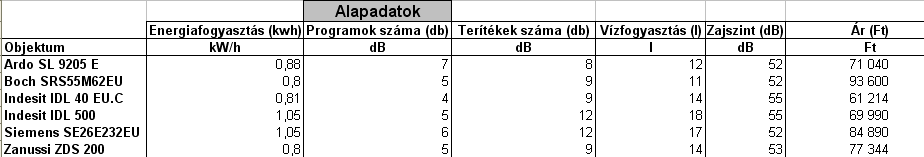 Alapadatok
Energiafogyasztás (kwh) Programok száma (db) Terítékek száma (db) Vízfogyasztás (l) Zajszint (dB) Ár (Ft)
Objektum kW/h dB dB l dB Ft
Ardo SL 9205 E 0,88 7 8 12 52 71 040
Boch SRS55M62EU 0,8 5 9 11 52 93 600
Indesit IDL 40 EU.C 0,81 4 9 14 55 61 214
Indesit IDL 500 1,05 5 12 18 55 69 990
Siemens SE26E232EU 1,05 6 12 17 52 84 890
Zanussi ZDS 200 0,8 5 9 14 53 77 344